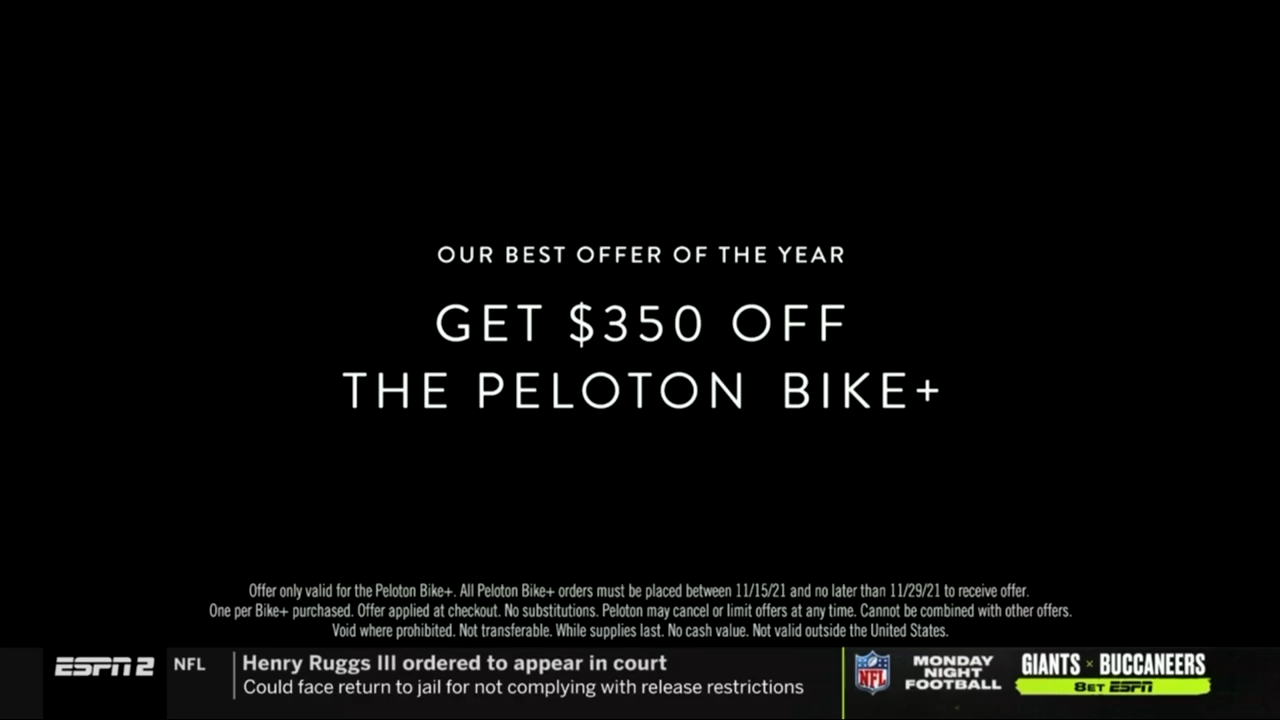 OUR BEST OFFER OF THE YEAR
GET $350 OFF
THE PELOTON BIKE+
Offer only valid for the Peloton Bike+. All Peloton Bike+ orders must be placed between 11/15/21 and no later than 11/29/21 to receive offer.
One per Bike+ purchased. Offer applied at checkout. No substitutions. Peloton may cancel or limit offers at any time. Cannot be combined with other offers.
Void where prohibited. Not transferable. While supplies last. No cash value. Not valid outside the United States.
ESPN 2
NFL
Henry Ruggs III ordered to appear in court
Could face return to jail for not complying with release restrictions
NFL
MONDAY
NIGHT
FOOTBALL
GIANTS × BUCCANEERS
8ET ESPN